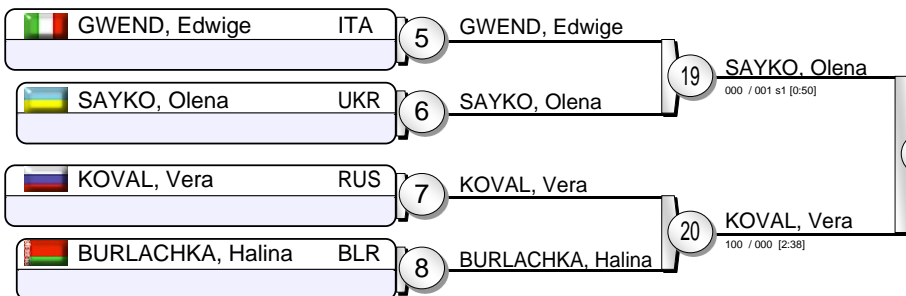 GWEND, Edwige ITA
5
GWEND, Edwige
19
SAYKO, Olena
000 / 001 s1 [0:50]
SAYKO, Olena UKR
6
SAYKO, Olena
KOVAL, Vera RUS
7
KOVAL, Vera
20
KOVAL, Vera
100 / 000 [2:38]
BURLACHKA, Halina BLR
8
BURLACHKA, Halina